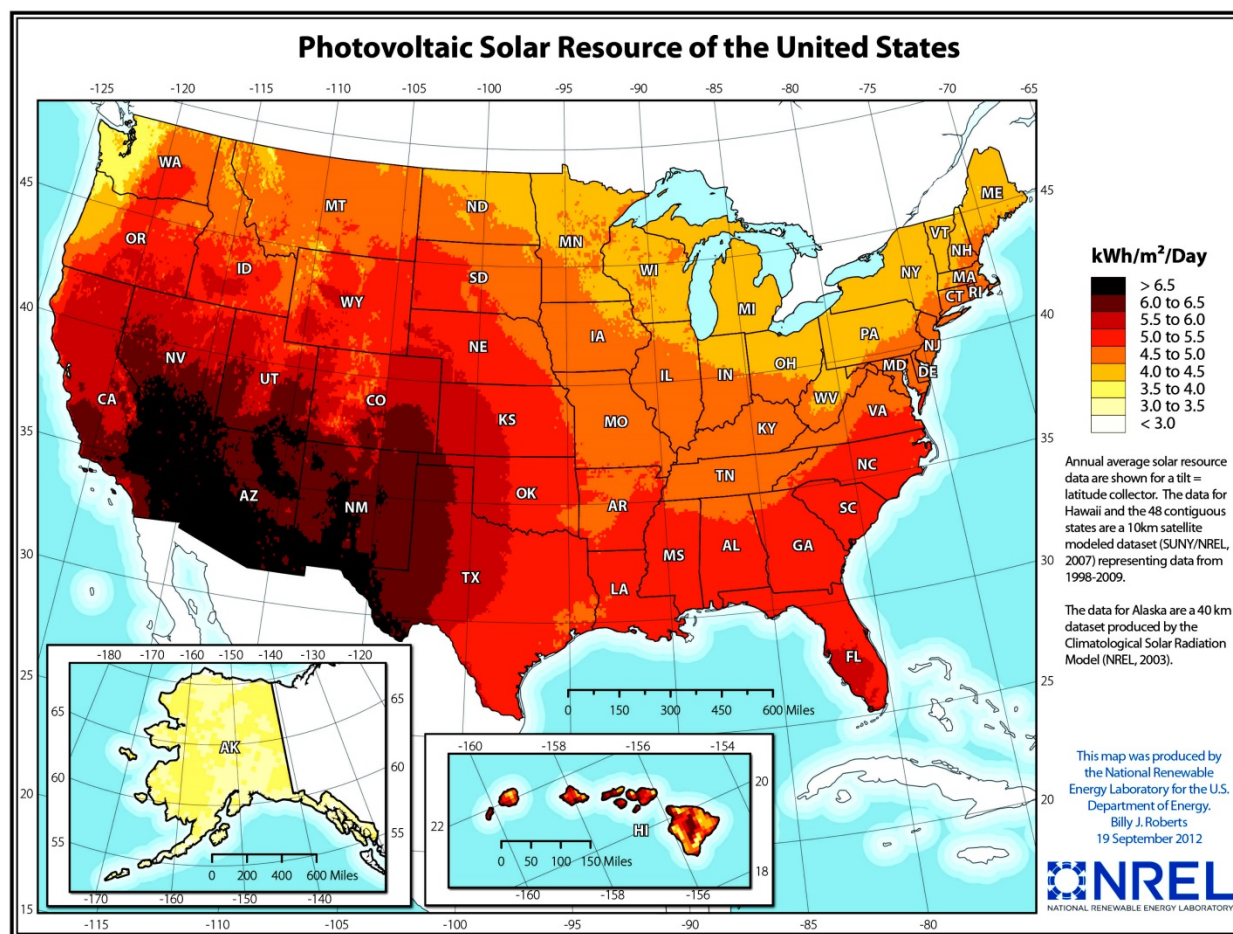 Photovoltaic Solar Resource of the United States
-125 -120 -115 -110 -105 -100 -95 -90 -85 -80 -75 -70 -65
45
40
35
30
25
20
15
45
40
35
30
25
20
-115 -110 -105 -100 -95 -90 -85 -80
WA
OR
CA
NV
ID
MT
WY
UT
CO
AZ
NM
ND
SD
NE
KS
OK
TX
MN
IA
MO
AR
LA
WI
IL
MI
IN
OH
KY
TN
MS
AL
GA
FL
SC
NC
VA
WV
PA
NY
VT
NH
ME
MA
CT
RI
NJ
DE
MD
0 150 300 450 600 Miles
-180 170 -160 -150 -140 -130 -120
65
60
55
65
60
55
AK
0 200 400 600 Miles
-170 -160 -140
-160 -158 -156 -154
22
20
18
HI
0 50 100 150 Miles
-160 -156
kWh/m²/Day
> 6.5
6.0 to 6.5
5.5 to 6.0
5.0 to 5.5
4.5 to 5.0
4.0 to 4.5
3.5 to 4.0
3.0 to 3.5
< 3.0
Annual average solar resource
data are shown for a tilt =
latitude collector. The data for
Hawaii and the 48 contiguous
states are a 10km satellite
modeled dataset (SUNY/NREL,
2007) representing data from
1998-2009.
The data for Alaska are a 40 km
dataset produced by the
Climatological Solar Radiation
Model (NREL, 2003).
This map was produced by
the National Renewable
Energy Laboratory for the U.S.
Department of Energy.
Billy J. Roberts
19 September 2012
NREL
NATIONAL RENEWABLE ENERGY LABORATORY